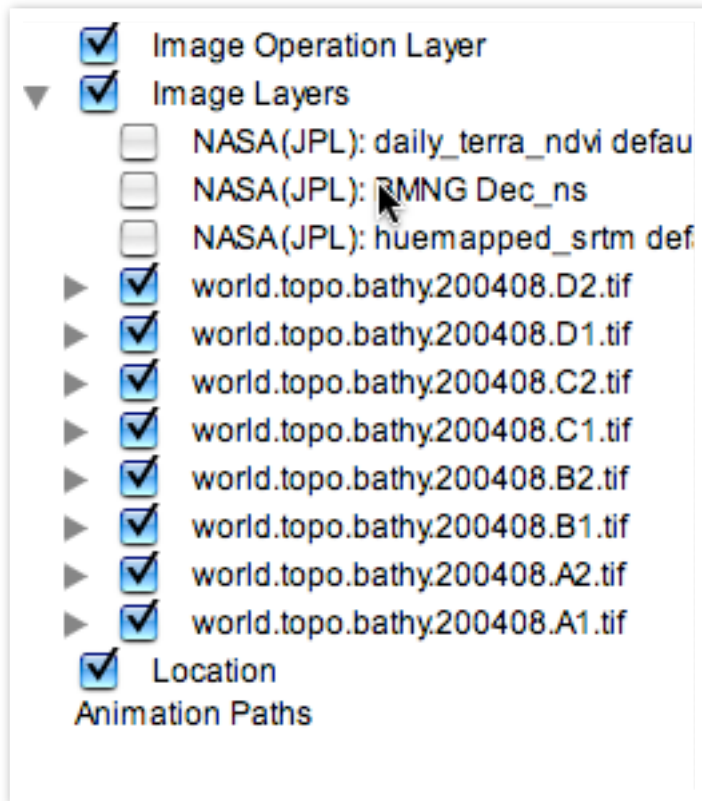 Image Operation Layer
Image Layers
NASA(JPL): daily_terra_ndvi defau
NASA(JPL): BMNG Dec_ns
NASA(JPL): huemapped_srtm def
world.topo.bathy.200408.D2.tif
world.topo.bathy.200408.D1.tif
world.topo.bathy.200408.C2.tif
world.topo.bathy.200408.C1.tif
world.topo.bathy.200408.B2.tif
world.topo.bathy.200408.B1.tif
world.topo.bathy.200408.A2.tif
world.topo.bathy.200408.A1.tif
Location
Animation Paths